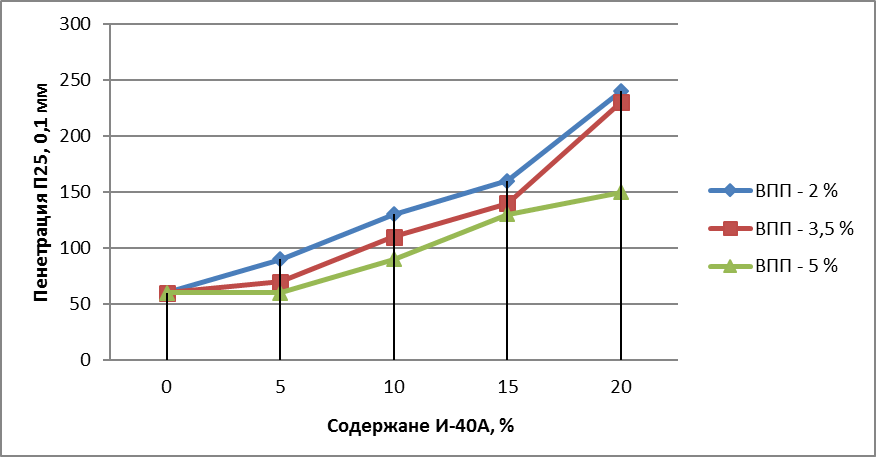 Пенетрация П25, 0,1 мм
300
250
200
150
100
50
0
0 5 10 15 20
Содержане И-40А, %
ВПП - 2 %
ВПП - 3,5 %
ВПП - 5 %